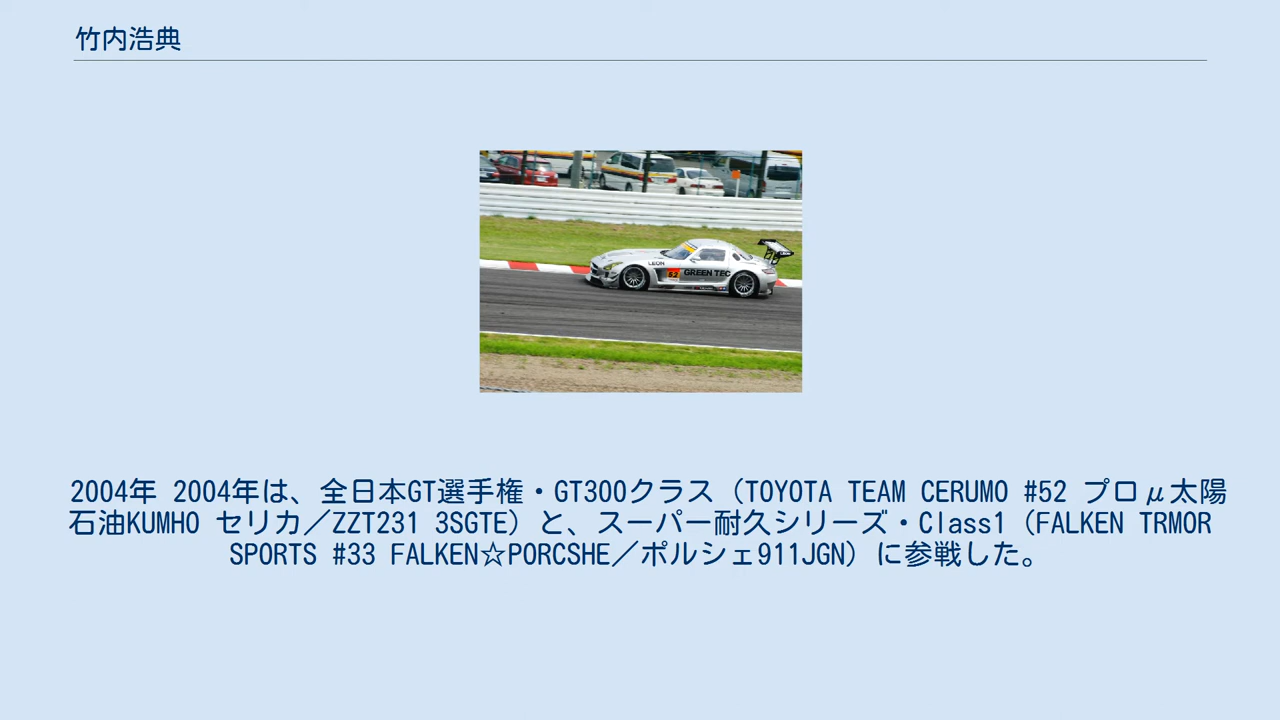 竹内浩典
LEON
52
GREEN TEC
2004年 2004年は、全日本GT選手権・GT300クラス（TOYOTA TEAM CERUMO #52 プロμ太陽
石油KUMHO セリカ／ZZT231 3SGTE）と、スーパー耐久シリーズ・Class1（FALKEN TRMOR
SPORTS #33 FALKEN☆PORCSHE／ポルシェ911JGN）に参戦した。